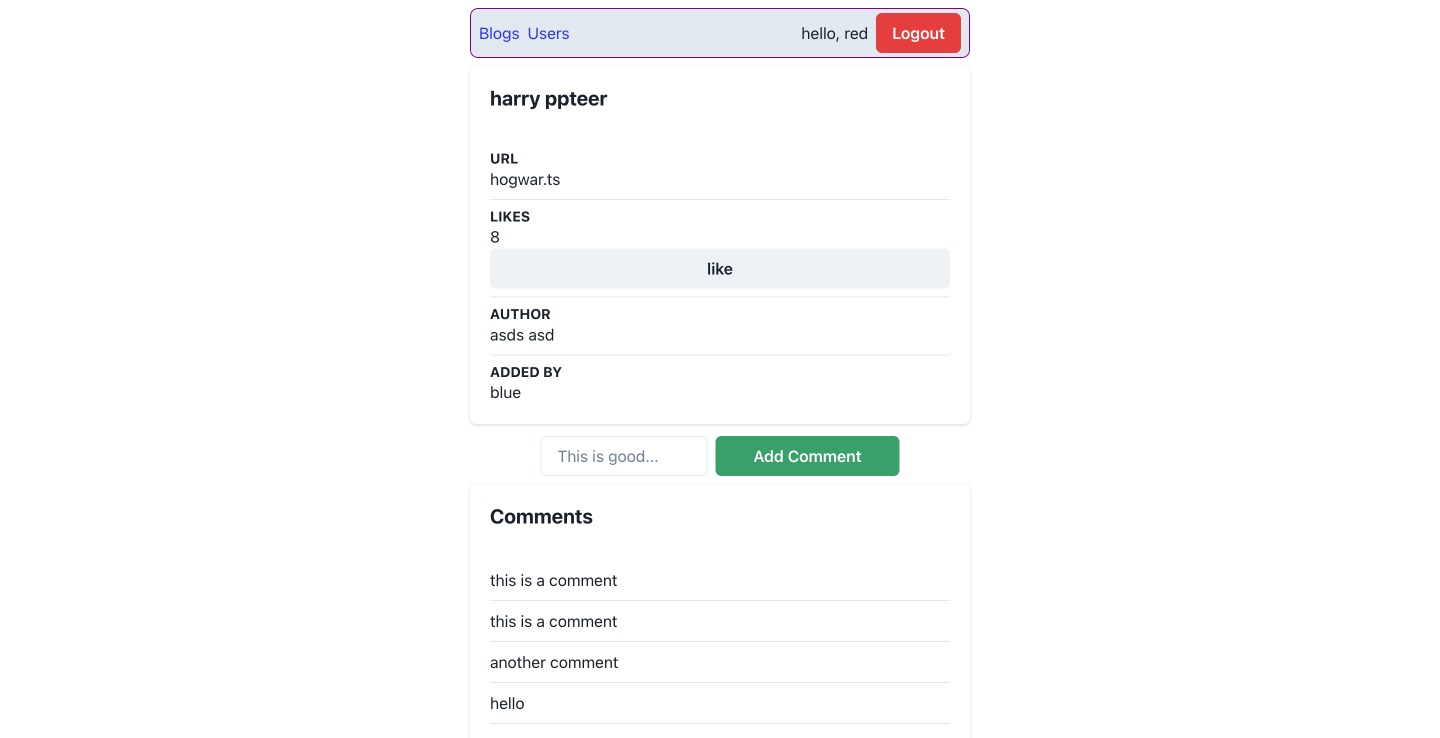 Blogs Users hello, red Logout
harry ppteer
URL
hogwar.ts
LIKES
8
like
AUTHOR
asds asd
ADDED BY
blue
This is good... Add Comment
Comments
this is a comment
this is a comment
another comment
hello